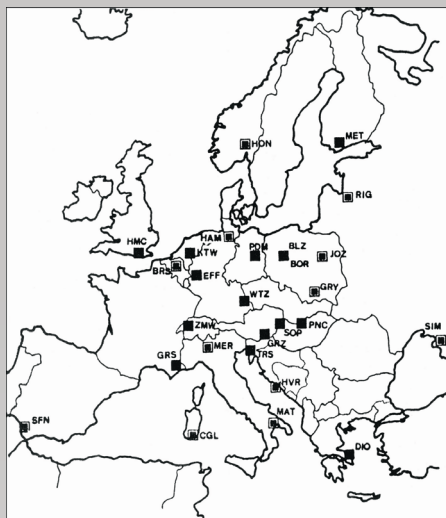 MET
HON
RIG
HAM
HMC
KTW
PDM
BLZ
BOR
JOZ
BRS
EFF
GRY
WTZ
ZMW
SOP
PNC
SIM
MER
GRZ
TRS
GRS
HVR
SFN
MAT
CGL
DIO